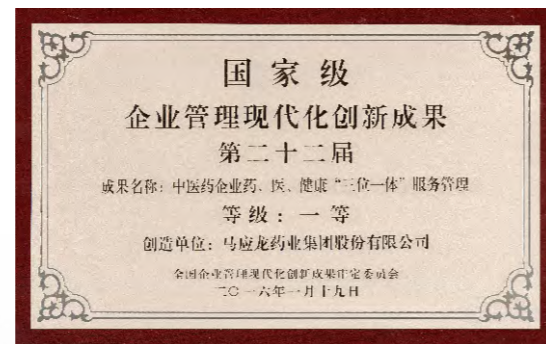 国家级
企业管理现代化创新成果
第二十二届
成果名称：中医药企业药、医、健康“三位一体”服务管理
等级：一等
创造单位：马应龙药业集团股份有限公司
全国企业管理现代化创新成果审定委员会
二〇一六年一月十九日